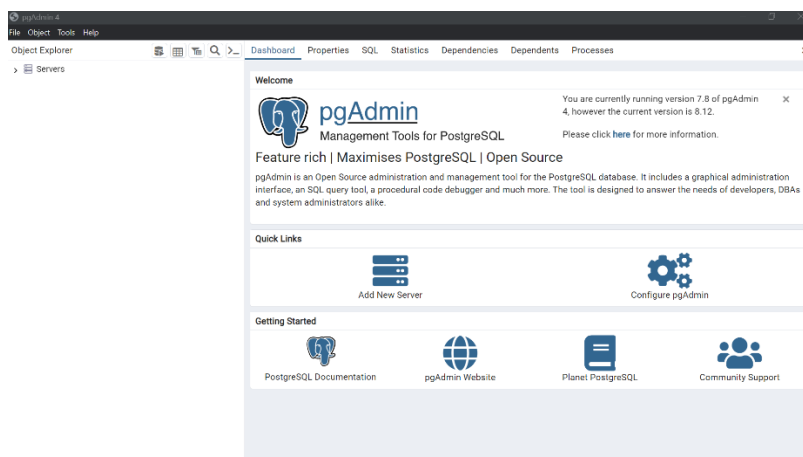 pgAdmin 4
File Object Tools Help
Object Explorer
Dashboard Properties SQL Statistics Dependencies Dependents Processes
Servers
Welcome
pgAdmin
Management Tools for PostgreSQL
You are currently running version 7.8 of pgAdmin
4, however the current version is 8.12.
Please click here for more information.
Feature rich | Maximises PostgreSQL | Open Source
pgAdmin is an Open Source administration and management tool for the PostgreSQL database. It includes a graphical administration
interface, an SQL query tool, a procedural code debugger and much more. The tool is designed to answer the needs of developers, DBAs
and system administrators alike.
Quick Links
Add New Server
Configure pgAdmin
Getting Started
PostgreSQL Documentation
pgAdmin Website
Planet PostgreSQL
Community Support